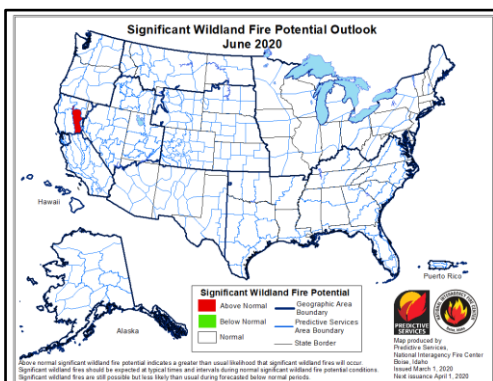 Significant Wildland Fire Potential Outlook
June 2020
Hawaii
Alaska
Puerto Rico
Significant Wildland Fire Potential
Above Normal
Below Normal
Normal
Geographic Area
Boundary
Predictive Services
Area Boundary
State Border
PREDICTIVE
SERVICES
NATIONAL INTERAGENCY FIRE CENTER
Map produced by
Predictive Services,
National Interagency Fire Center
Boise, Idaho
Issued March 1, 2020
Next issuance April 1, 2020
Above normal significant wildland fire potential indicates a greater than usual likelihood that significant wildland fires will occur.
Significant wildland fires should be expected at typical times and intervals during normal significant wildland fire potential conditions.
Significant wildland fires are still possible but less likely than usual during forecasted below normal periods.